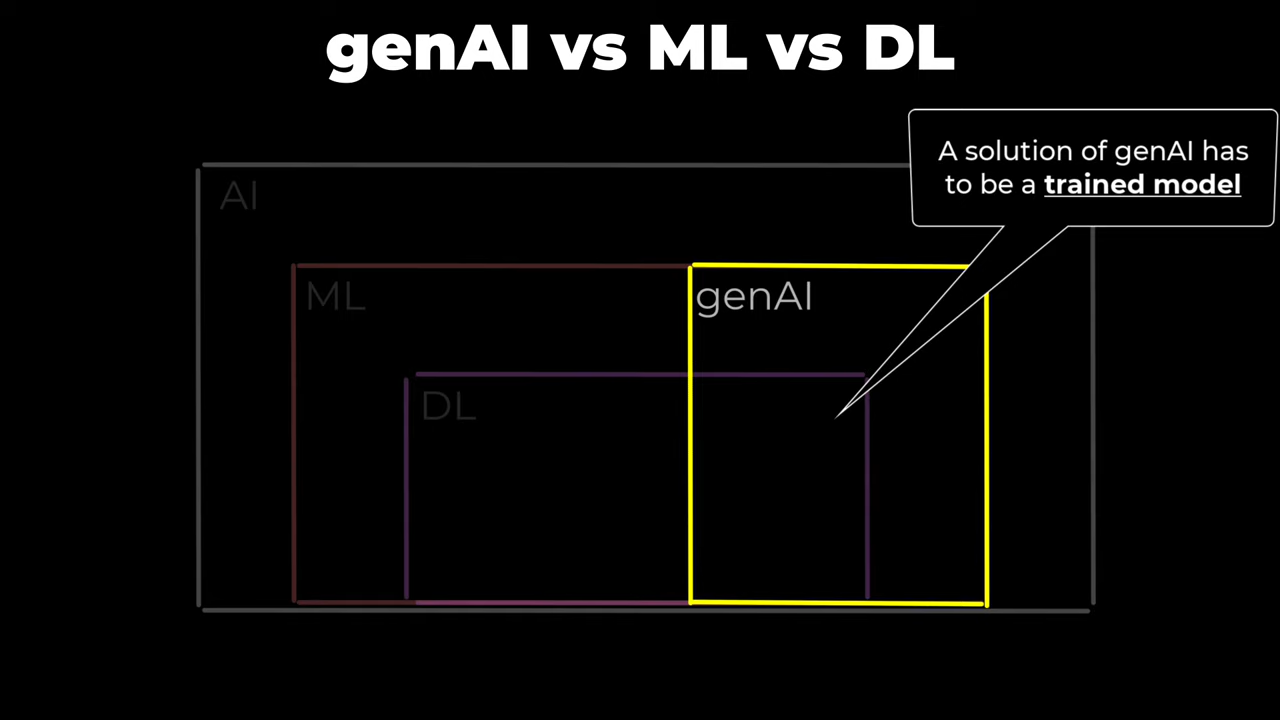 genAI vs ML vs DL
A solution of genAI has
to be a trained model
AI
ML
genAI
DL